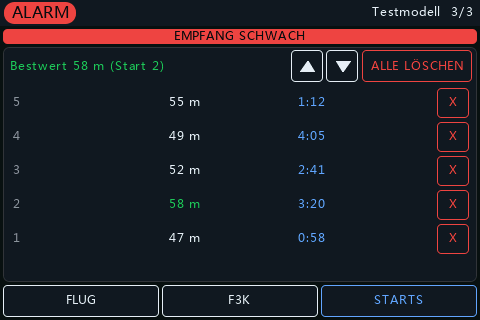 ALARM Testmodell 3/3
EMPFANG SCHWACH
Bestwert 58 m (Start 2) ALLE LÖSCHEN
5 55 m 1:12 X
4 49 m 4:05 X
3 52 m 2:41 X
2 58 m 3:20 X
1 47 m 0:58 X
FLUG F3K STARTS